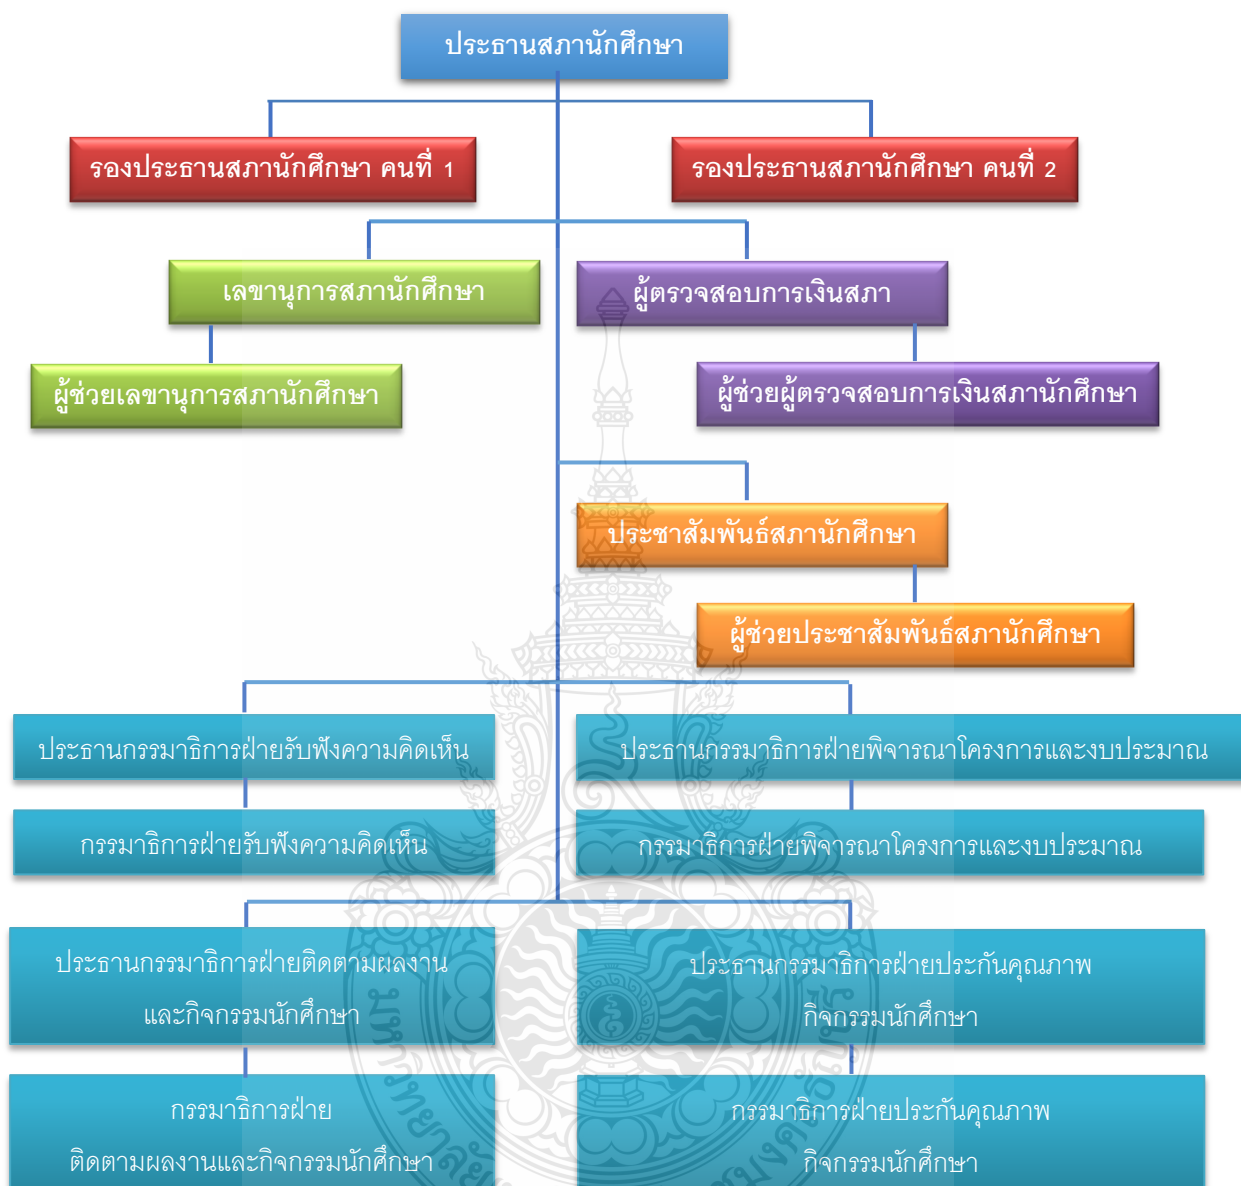 ประธานสภานักศึกษา
รองประธานสภานักศึกษา คนที่ 1
รองประธานสภานักศึกษา คนที่ 2
เลขานุการสภานักศึกษา
ผู้ตรวจสอบการเงินสภา
ผู้ช่วยเลขานุการสภานักศึกษา
ผู้ช่วยผู้ตรวจสอบการเงินสภานักศึกษา
ประชาสัมพันธ์สภานักศึกษา
ผู้ช่วยประชาสัมพันธ์สภานักศึกษา
ประธานกรรมาธิการฝ่ายรับฟังความคิดเห็น
ประธานกรรมาธิการฝ่ายพิจารณาโครงการและงบประมาณ
กรรมาธิการฝ่ายรับฟังความคิดเห็น
กรรมาธิการฝ่ายพิจารณาโครงการและงบประมาณ
ประธานกรรมาธิการฝ่ายติดตามผลงาน
และกิจกรรมนักศึกษา
ประธานกรรมาธิการฝ่ายประกันคุณภาพ
กิจกรรมนักศึกษา
กรรมาธิการฝ่าย
ติดตามผลงานและกิจกรรมนักศึกษา
กรรมาธิการฝ่ายประกันคุณภาพ
กิจกรรมนักศึกษา